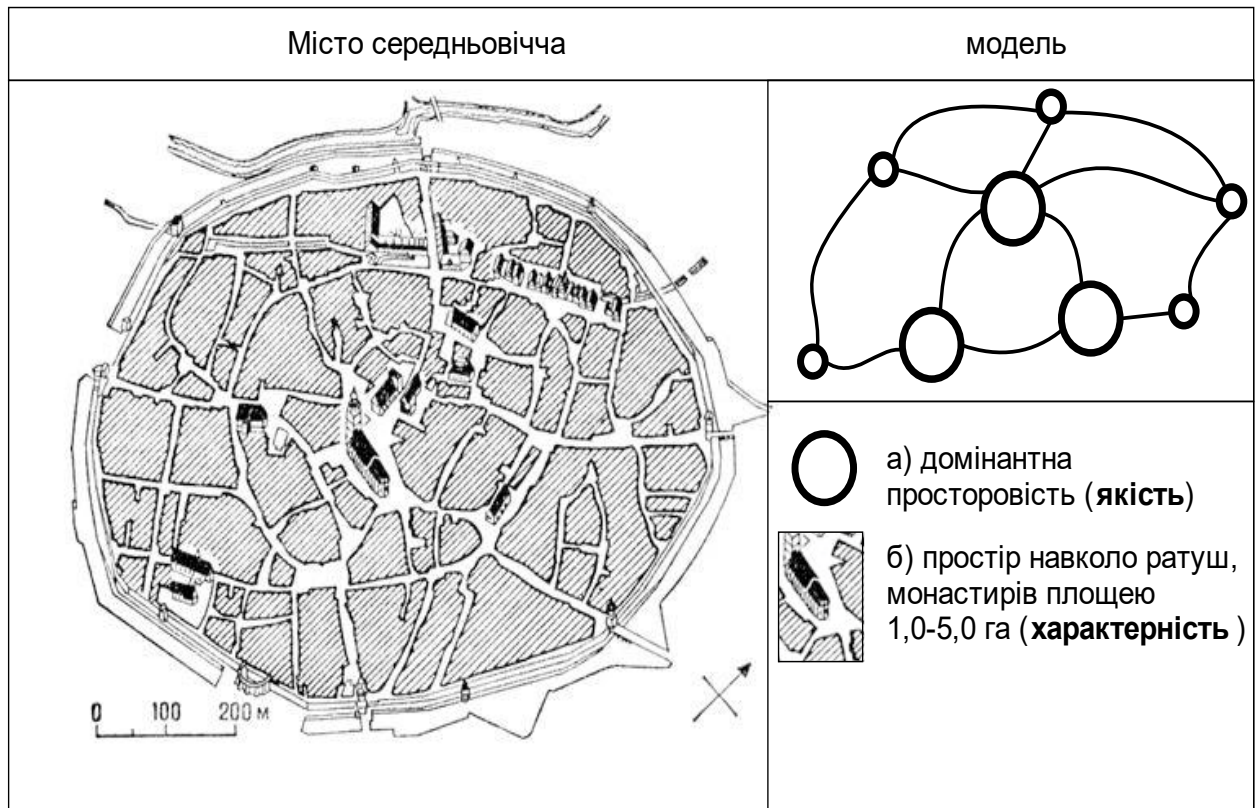 Місто середньовічча
модель
0 100 200 м
а) домінантна
просторовість (якість)
б) простір навколо ратуш,
монастирів площею
1,0-5,0 га (характерність )